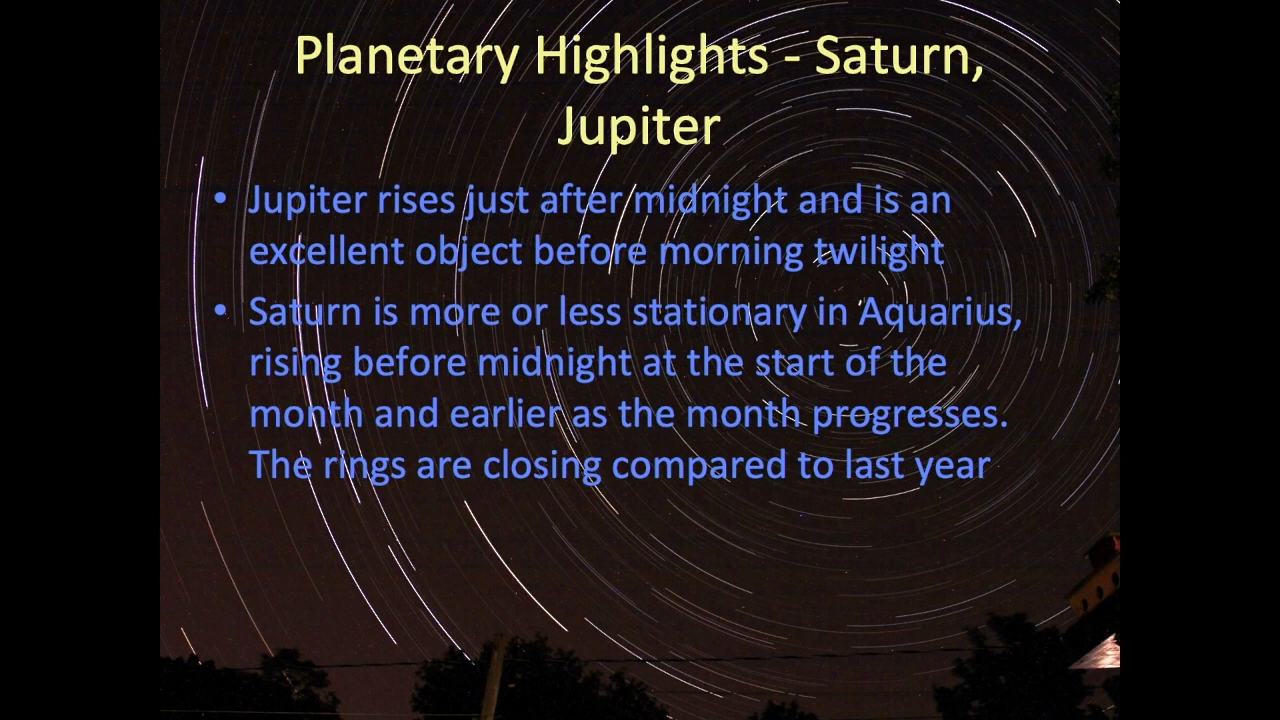 Planetary Highlights - Saturn,
Jupiter
• Jupiter rises just after midnight and is an
excellent object before morning twilight
• Saturn is more or less stationary in Aquarius,
rising before midnight at the start of the
month and earlier as the month progresses.
The rings are closing compared to last year